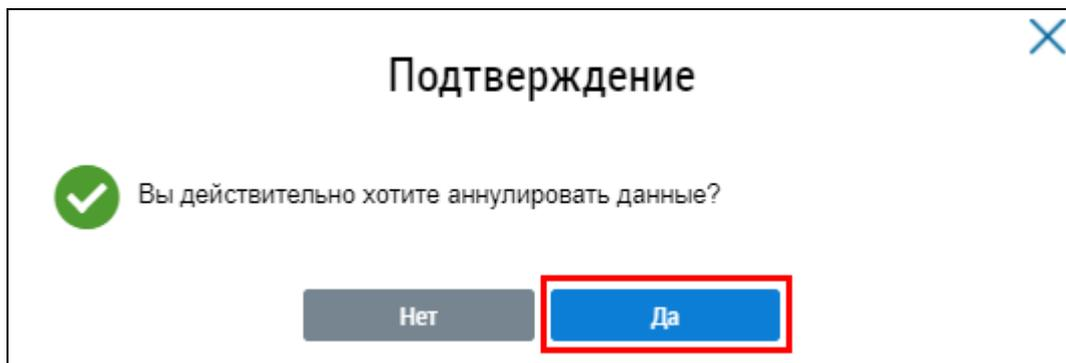 Подтверждение
Вы действительно хотите аннулировать данные?
Нет Да